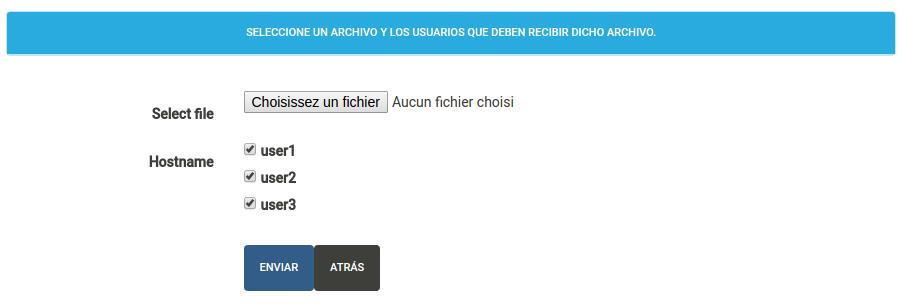 SELECCIONE UN ARCHIVO Y LOS USUARIOS QUE DEBEN RECIBIR DICHO ARCHIVO.
Select file Choisissez un fichier Aucun fichier choisi
Hostname user1
user2
user3
ENVIAR ATRÁS